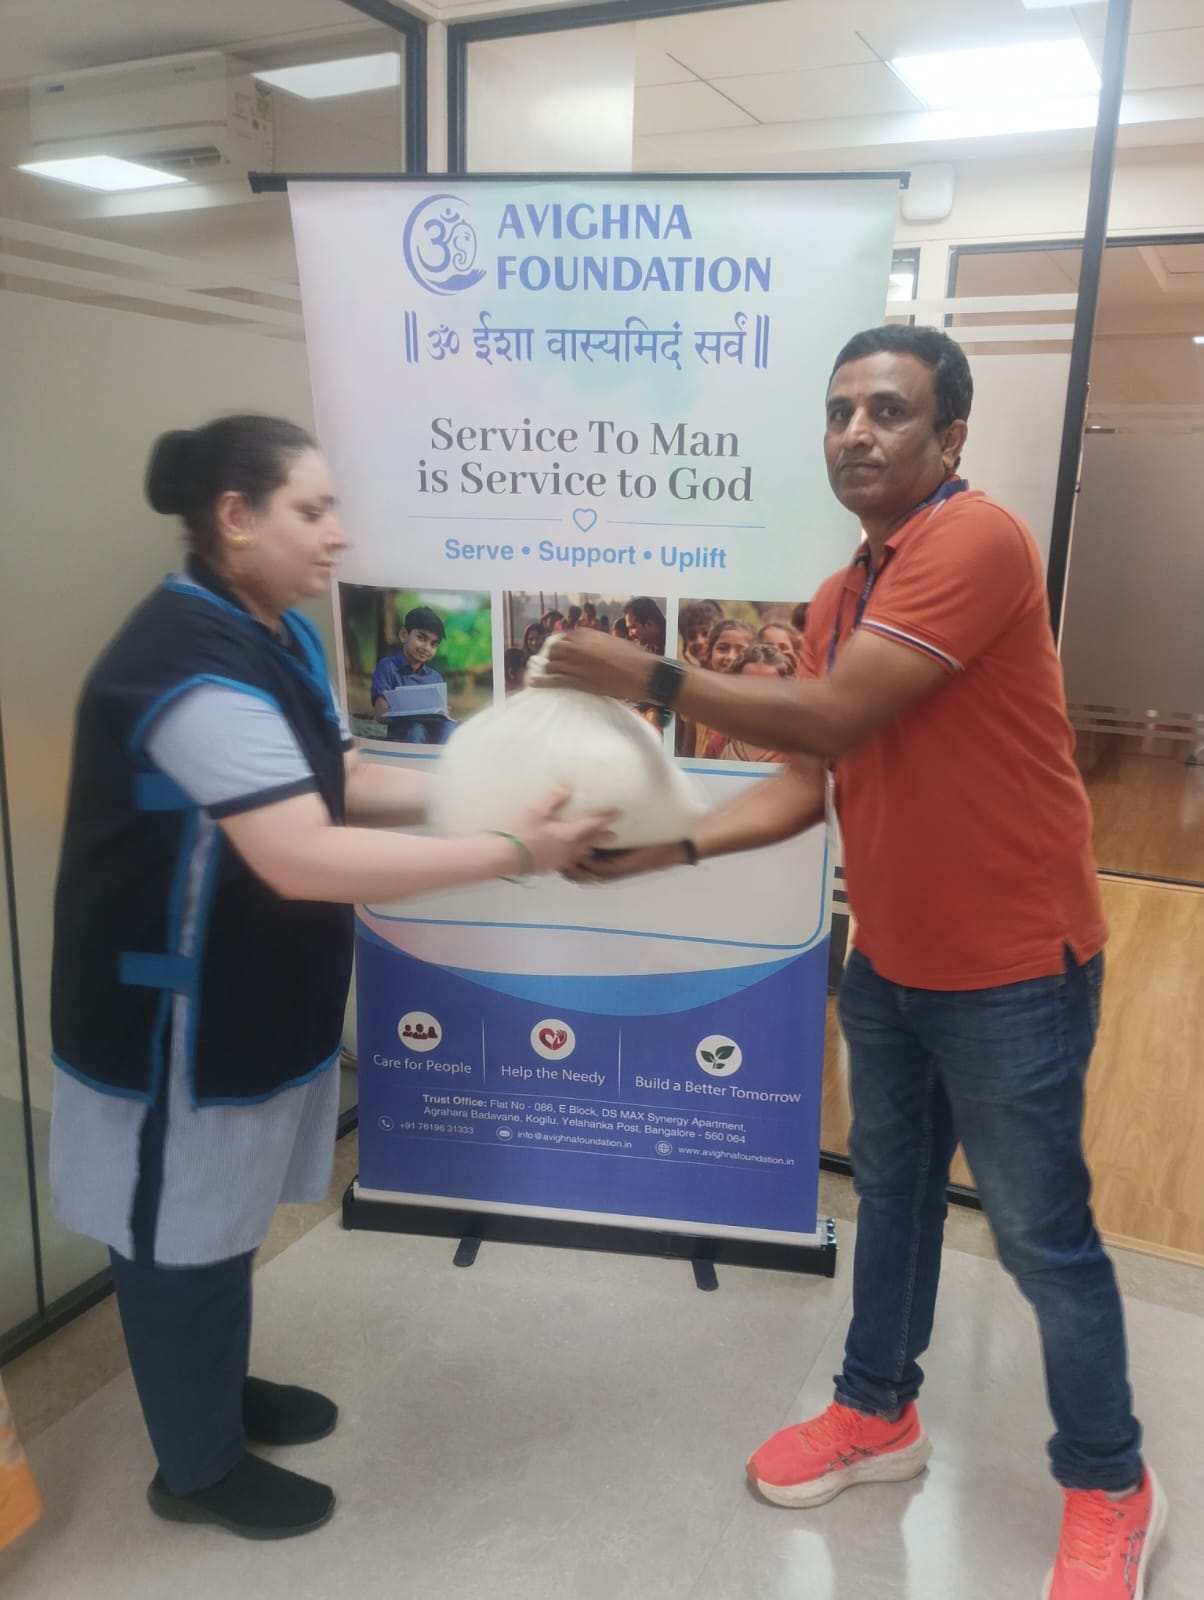 AVIGHNA
FOUNDATION
॥ॐ ईशा वास्यमिदं सर्वं॥
Service To Man
is Service to God
Serve • Support • Uplift
Care for People
Help the Needy
Build a Better Tomorrow
Trust Office: Flat No - 086, E Block, DS MAX Synergy Apartment,
Agrahara Badavane, Kogilu, Yelahanka Post, Bangalore - 560 064
+91 76196 31333 info@avighnafoundation.in www.avighnafoundation.in